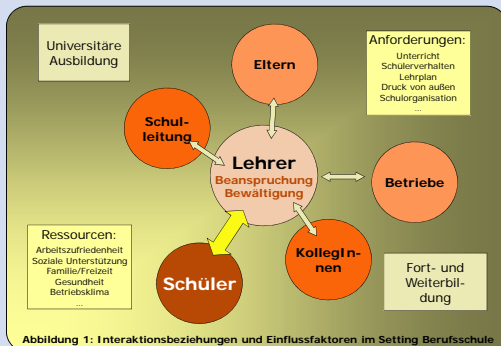 Universitäre
Ausbildung
Eltern
Anforderungen:
Unterricht
Schülerverhalten
Lehrplan
Druck von außen
Schulorganisation
...
Schul-
leitung
Lehrer
Beanspruchung
Bewältigung
Betriebe
Ressourcen:
Arbeitszufriedenheit
Soziale Unterstützung
Familie/Freizeit
Gesundheit
Betriebsklima
...
Schüler
KollegIn-
nen
Fort- und
Weiterbil-
dung
Abbildung 1: Interaktionsbeziehungen und Einflussfaktoren im Setting Berufsschule